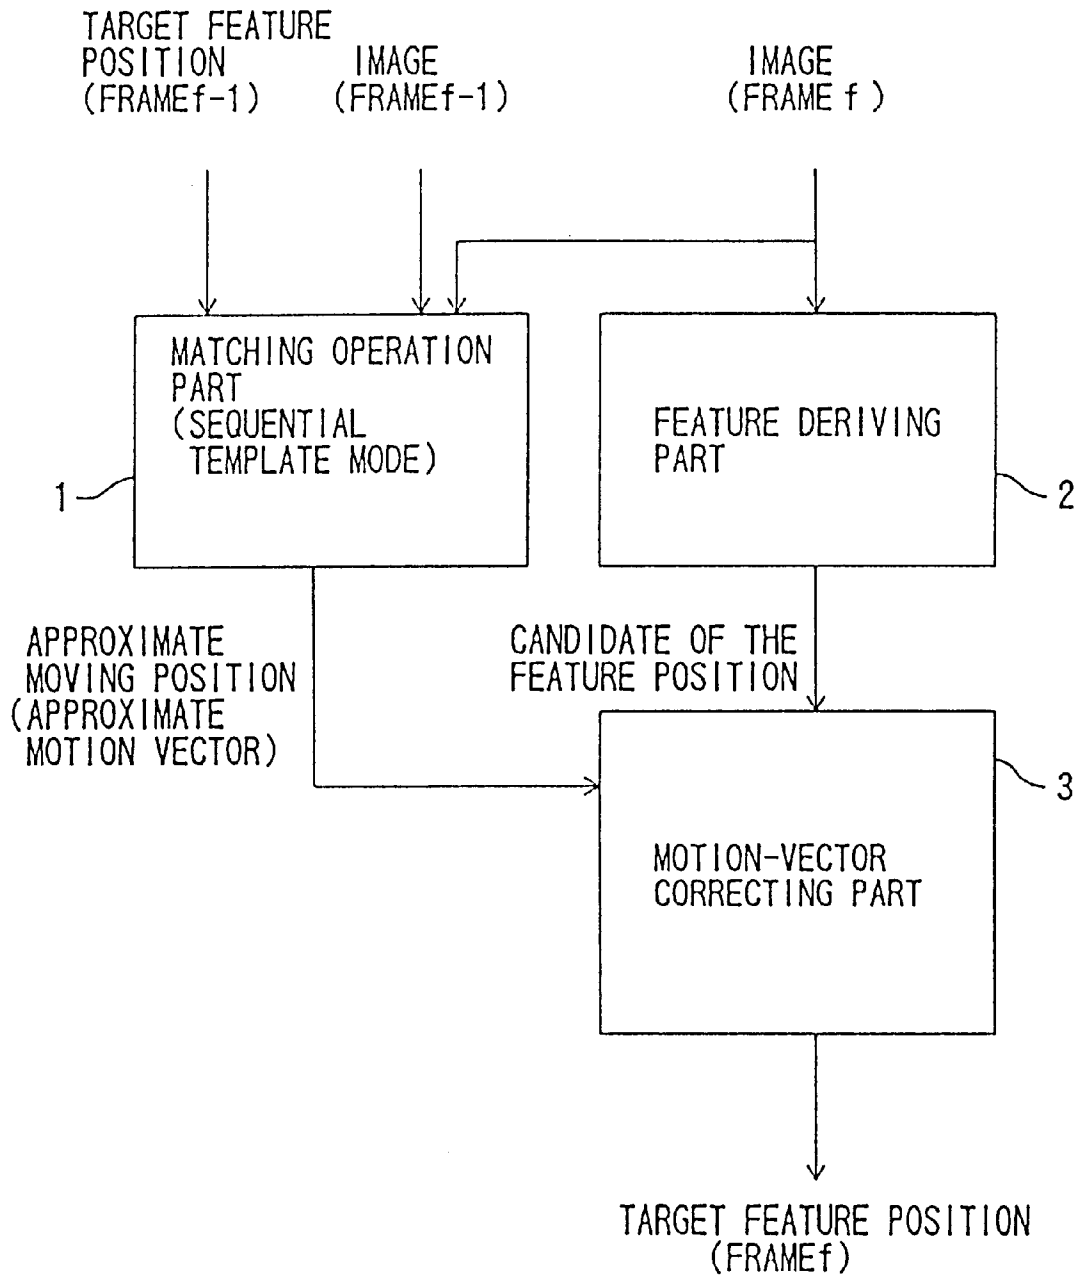 TARGET FEATURE
POSITION
(FRAMEf-1)
IMAGE
(FRAMEf-1)
IMAGE
(FRAME f)
MATCHING OPERATION
PART
(SEQUENTIAL
TEMPLATE MODE)
1
FEATURE DERIVING
PART
2
APPROXIMATE
MOVING POSITION
(APPROXIMATE
MOTION VECTOR)
CANDIDATE OF THE
FEATURE POSITION
3
MOTION-VECTOR
CORRECTING PART
TARGET FEATURE POSITION
(FRAMEf)